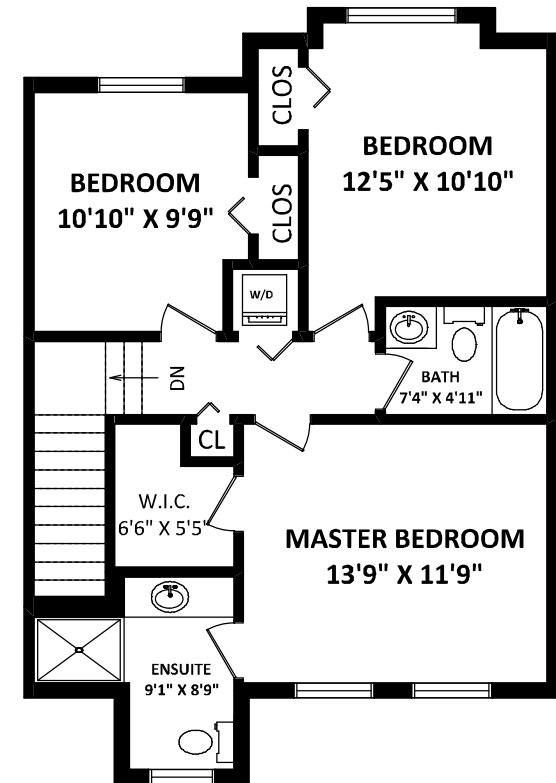 CLOS
BEDROOM
12'5" X 10'10"
BEDROOM
10'10" X 9'9"
CLOS
W/D
BATH
7'4" X 4'11"
DN
CL
W.I.C.
6'6" X 5'5"
MASTER BEDROOM
13'9" X 11'9"
ENSUITE
9'1" X 8'9"